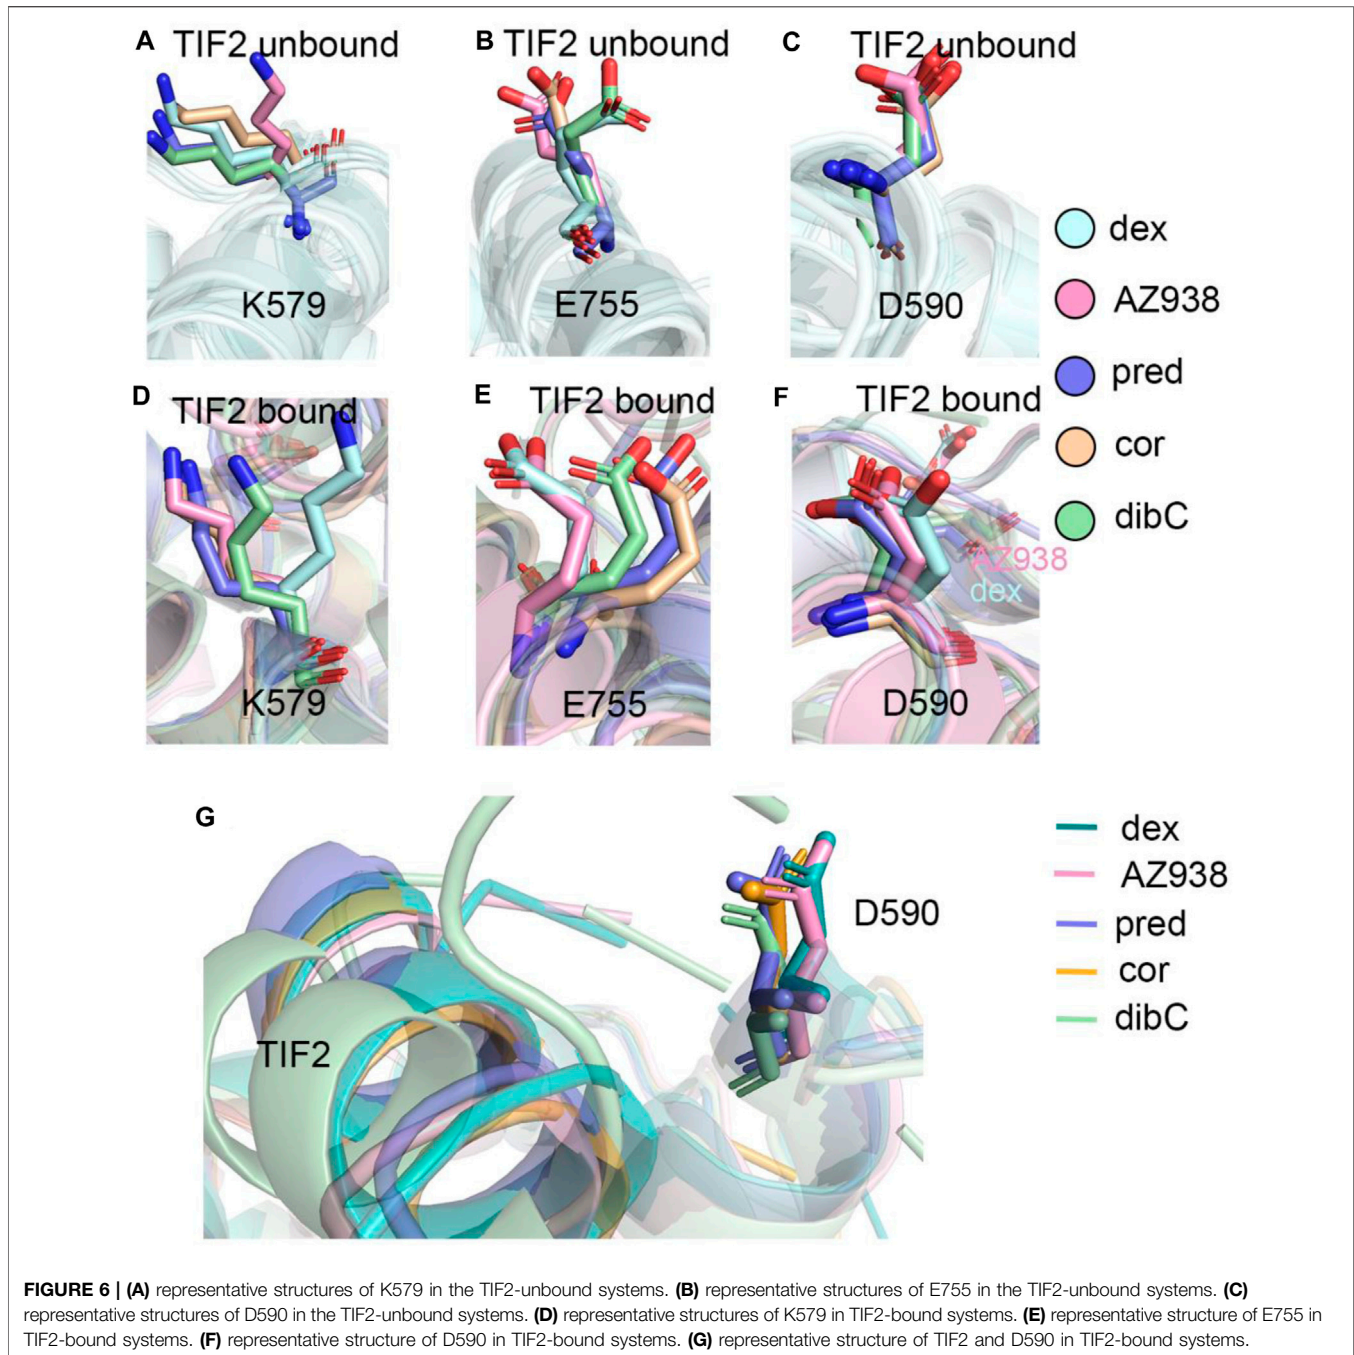 A TIF2 unbound
B TIF2 unbound
C TIF2 unbound
K579
E755
D590
dex
AZ938
pred
cor
dibC
D TIF2 bound
E TIF2 bound
F TIF2 bound
AZ938
dex
K579
E755
D590
G
D590
TIF2
dex
AZ938
pred
cor
dibC
FIGURE 6 | (A) representative structures of K579 in the TIF2-unbound systems. (B) representative structures of E755 in the TIF2-unbound systems. (C)
representative structures of D590 in the TIF2-unbound systems. (D) representative structures of K579 in TIF2-bound systems. (E) representative structure of E755 in
TIF2-bound systems. (F) representative structure of D590 in TIF2-bound systems. (G) representative structure of TIF2 and D590 in TIF2-bound systems.